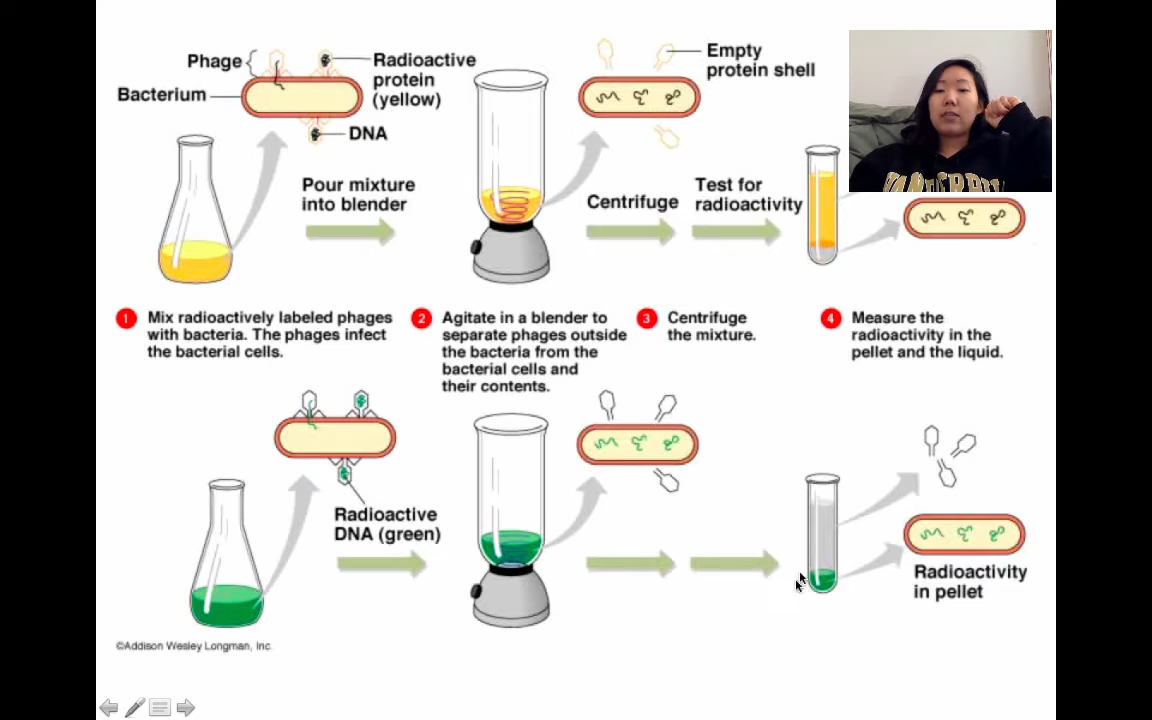 Phage
Bacterium
Radioactive
protein
(yellow)
DNA
Empty
protein shell
Pour mixture
into blender
Centrifuge
Test for
radioactivity
1 Mix radioactively labeled phages
with bacteria. The phages infect
the bacterial cells.
2 Agitate in a blender to
separate phages outside
the bacteria from the
bacterial cells and
their contents.
3 Centrifuge
the mixture.
4 Measure the
radioactivity in the
pellet and the liquid.
Radioactive
DNA (green)
Radioactivity
in pellet
©Addison Wesley Longman, Inc.